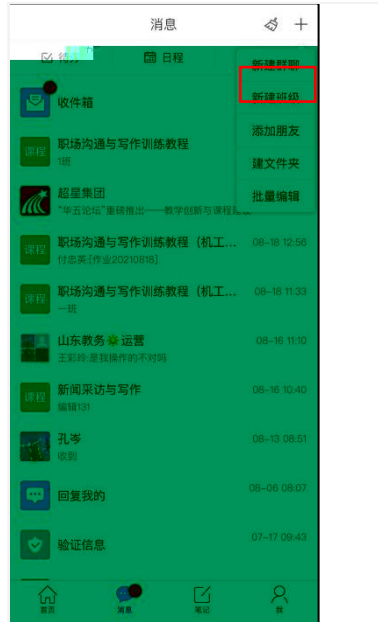 消息
日程
新建群聊
收件箱
新建班级
添加朋友
课程
职场沟通与写作训练教程
1班
建文件夹
超星集团
批量编辑
课程
职场沟通与写作训练教程（机工...
08-18 12:56
付忠英:[作业20210818]
课程
职场沟通与写作训练教程（机工...
08-18 11:33
一班
山东教务运营
08-16 11:10
王彩玲:是我操作的不对吗
课程
新闻采访与写作
08-16 10:40
编辑131
孔岑
08-13 08:51
收到
回复我的
08-06 08:07
验证信息
07-17 09:43
首页
消息
笔记
我